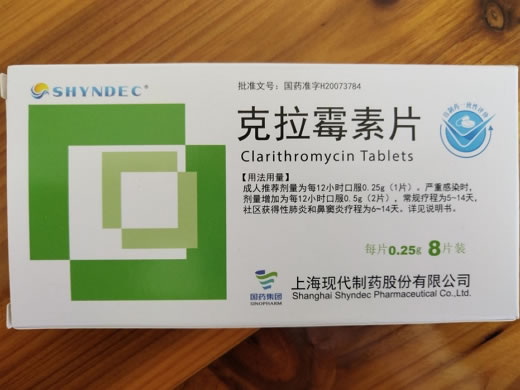 SHYNDEC®
批准文号：国药准字H20073784
仿制药一致性评价
克拉霉素片
Clarithromycin Tablets
【用法用量】
成人推荐剂量为每12小时口服0.25g（1片）。严重感染时，
剂量增加为每12小时口服0.5g（2片），常规疗程为5~14天，
社区获得性肺炎和鼻窦炎疗程为6~14天。详见说明书。
每片0.25g 8片装
国药集团
SINOPHARM
上海现代制药股份有限公司
Shanghai Shyndec Pharmaceutical Co.,Ltd.